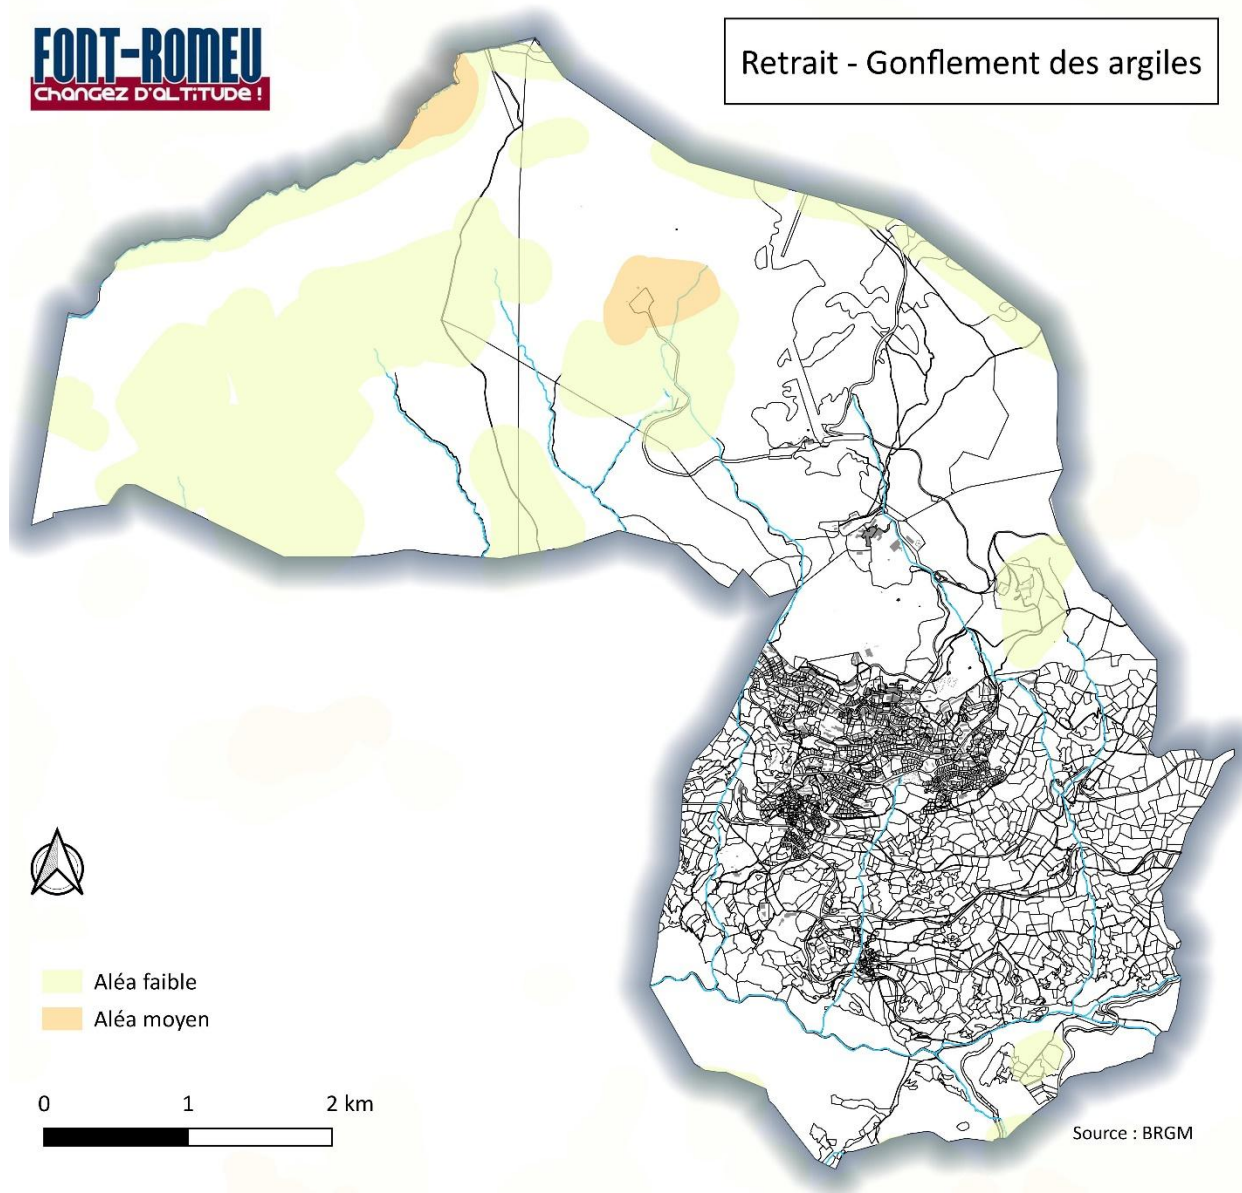 FONT-ROMEU
CHANGEZ D'ALTITUDE !
Retrait - Gonflement des argiles
Aléa faible
Aléa moyen
0 1 2 km
Source : BRGM